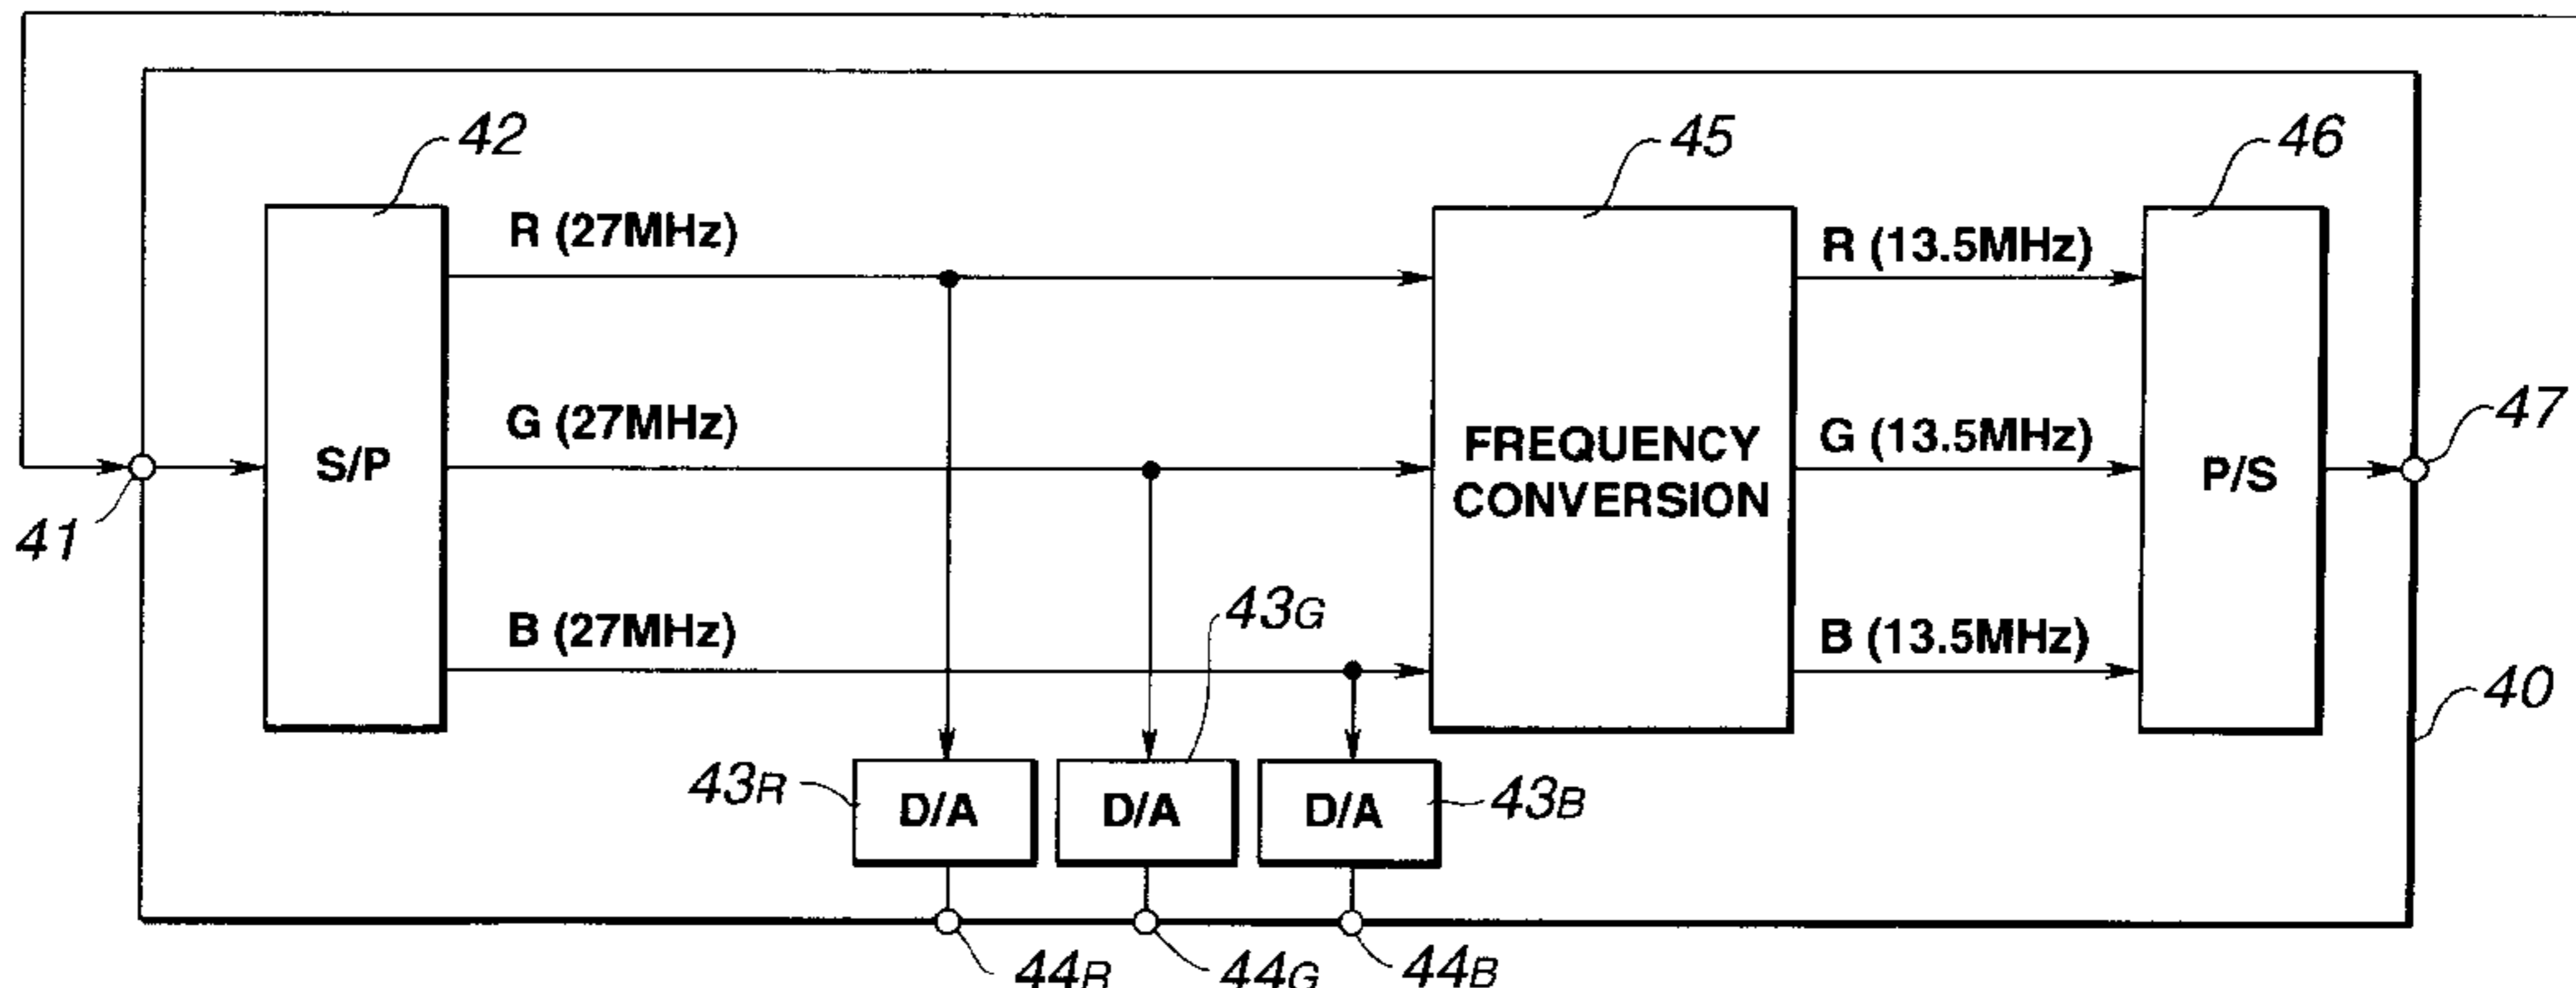 42
45
46
R (27MHz)
R (13.5MHz)
G (27MHz)
G (13.5MHz)
47
S/P
FREQUENCY
CONVERSION
P/S
41
43G
B (27MHz)
B (13.5MHz)
40
43R
D/A
D/A
D/A
43B
44R
44G
44B